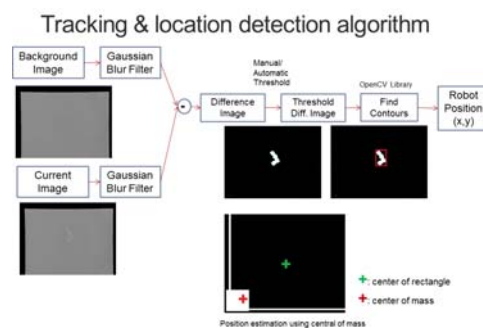 Tracking & location detection algorithm
Background
Image
Gaussian
Blur Filter
Manual/
Automatic
Threshold
OpenCV Library
-
Difference
Image
Threshold
Diff. Image
Find
Contours
Robot
Position
(x,y)
Current
Image
Gaussian
Blur Filter
+: center of rectangle
+: center of mass
Position estimation using central of mass